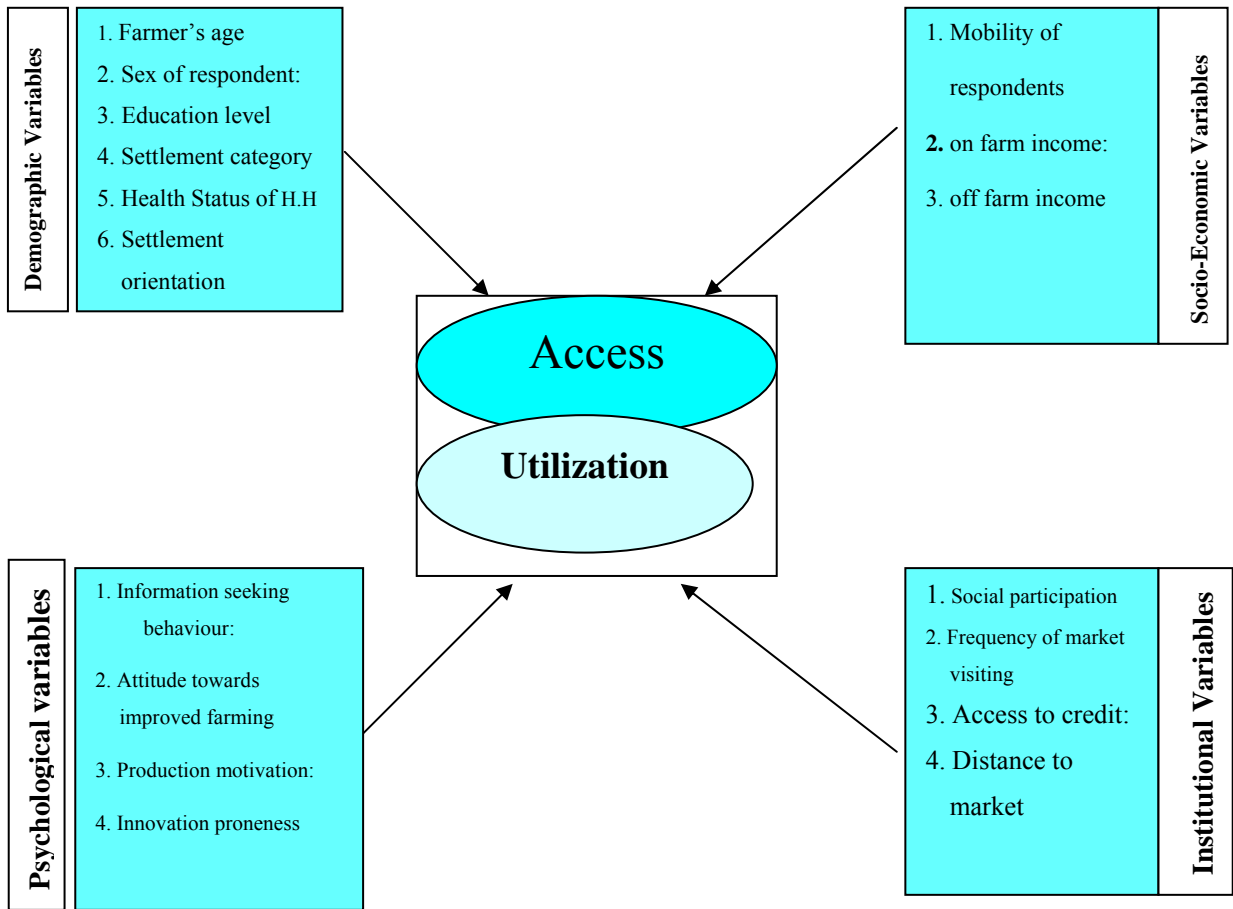 Demographic Variables
1. Farmer’s age
2. Sex of respondent:
3. Education level
4. Settlement category
5. Health Status of H.H
6. Settlement
orientation
1. Mobility of
respondents
2. on farm income:
3. off farm income
Socio-Economic Variables
Access
Utilization
Psychological variables
1. Information seeking
behaviour:
2. Attitude towards
improved farming
3. Production motivation:
4. Innovation proneness
1. Social participation
2. Frequency of market
visiting
3. Access to credit:
4. Distance to
market
Institutional Variables